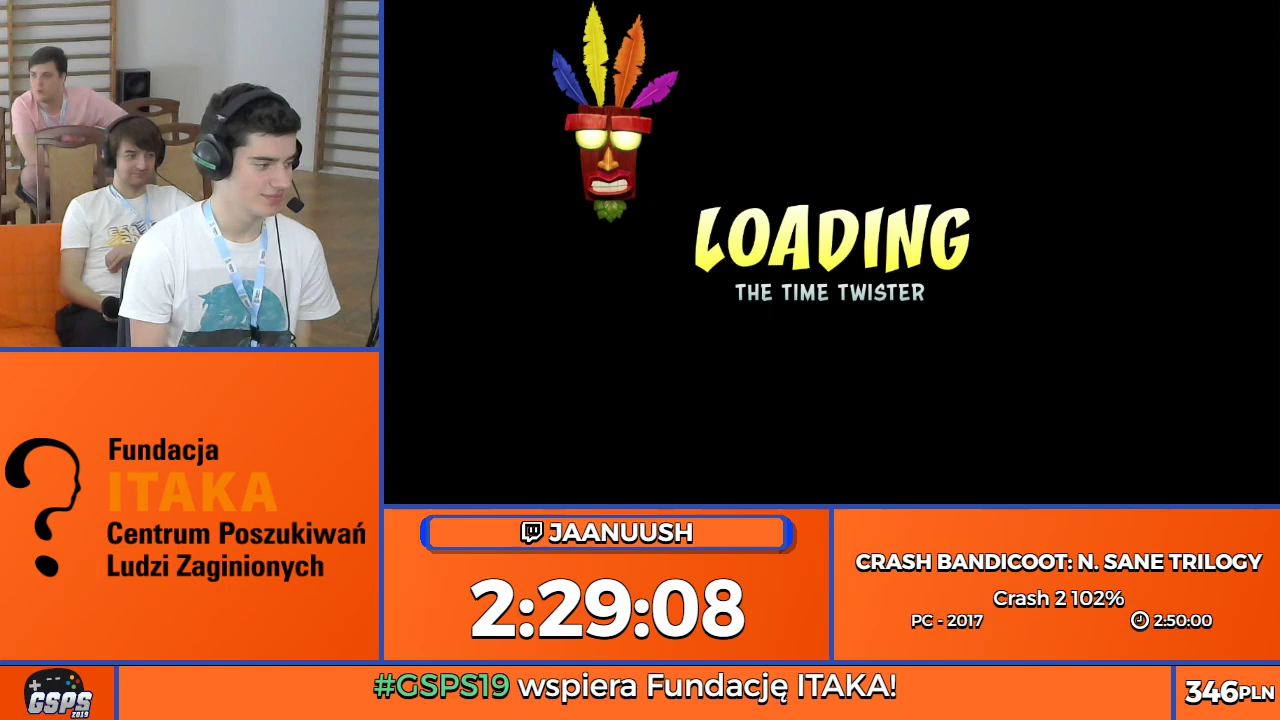 LOADING
THE TIME TWISTER
Fundacja
ITAKA
Centrum Poszukiwań
Ludzi Zaginionych
JAANUUSH
2:29:08
CRASH BANDICOOT: N. SANE TRILOGY
Crash 2 102%
PC - 2017
2:50:00
GSPS
2019
#GSPS19 wspiera Fundację ITAKA!
346PLN